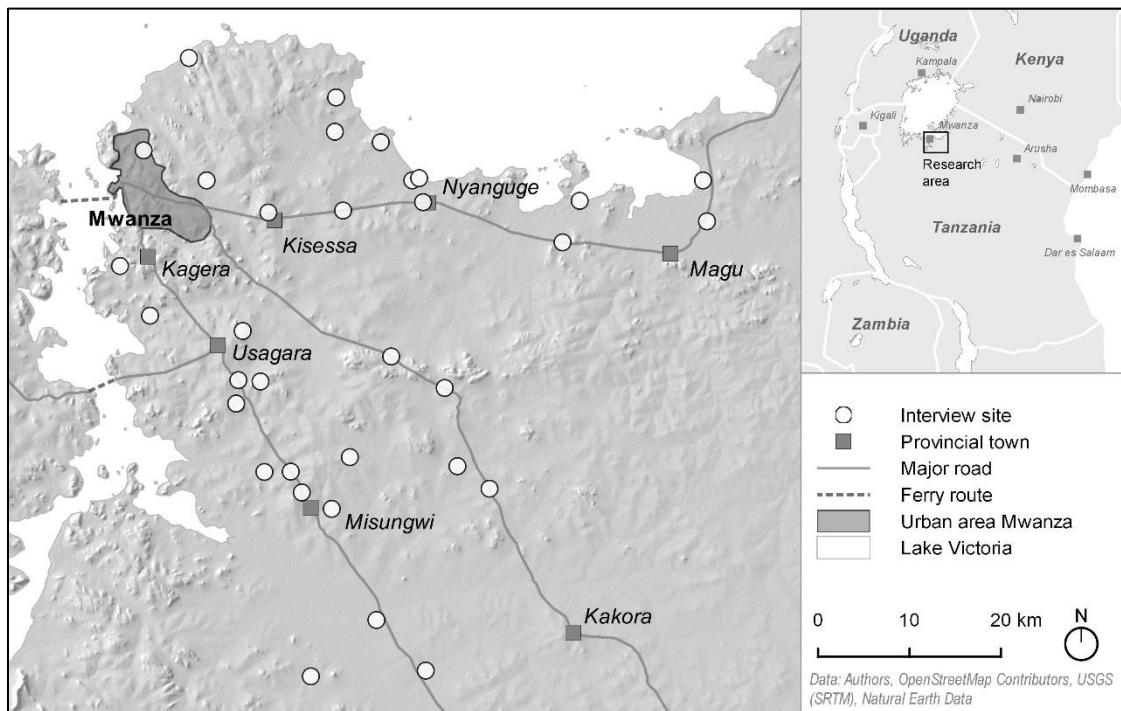 Mwanza
Kisessa
Nyanguge
Magu
Kagera
Usagara
Misungwi
Kakora
Uganda
Kampala
Kenya
Nairobi
Kigali
Mwanza
Research
area
Arusha
Mombasa
Tanzania
Dar es Salaam
Zambia
Interview site
Provincial town
Major road
Ferry route
Urban area Mwanza
Lake Victoria
0 10 20 km
N
Data: Authors, OpenStreetMap Contributors, USGS
(SRTM), Natural Earth Data